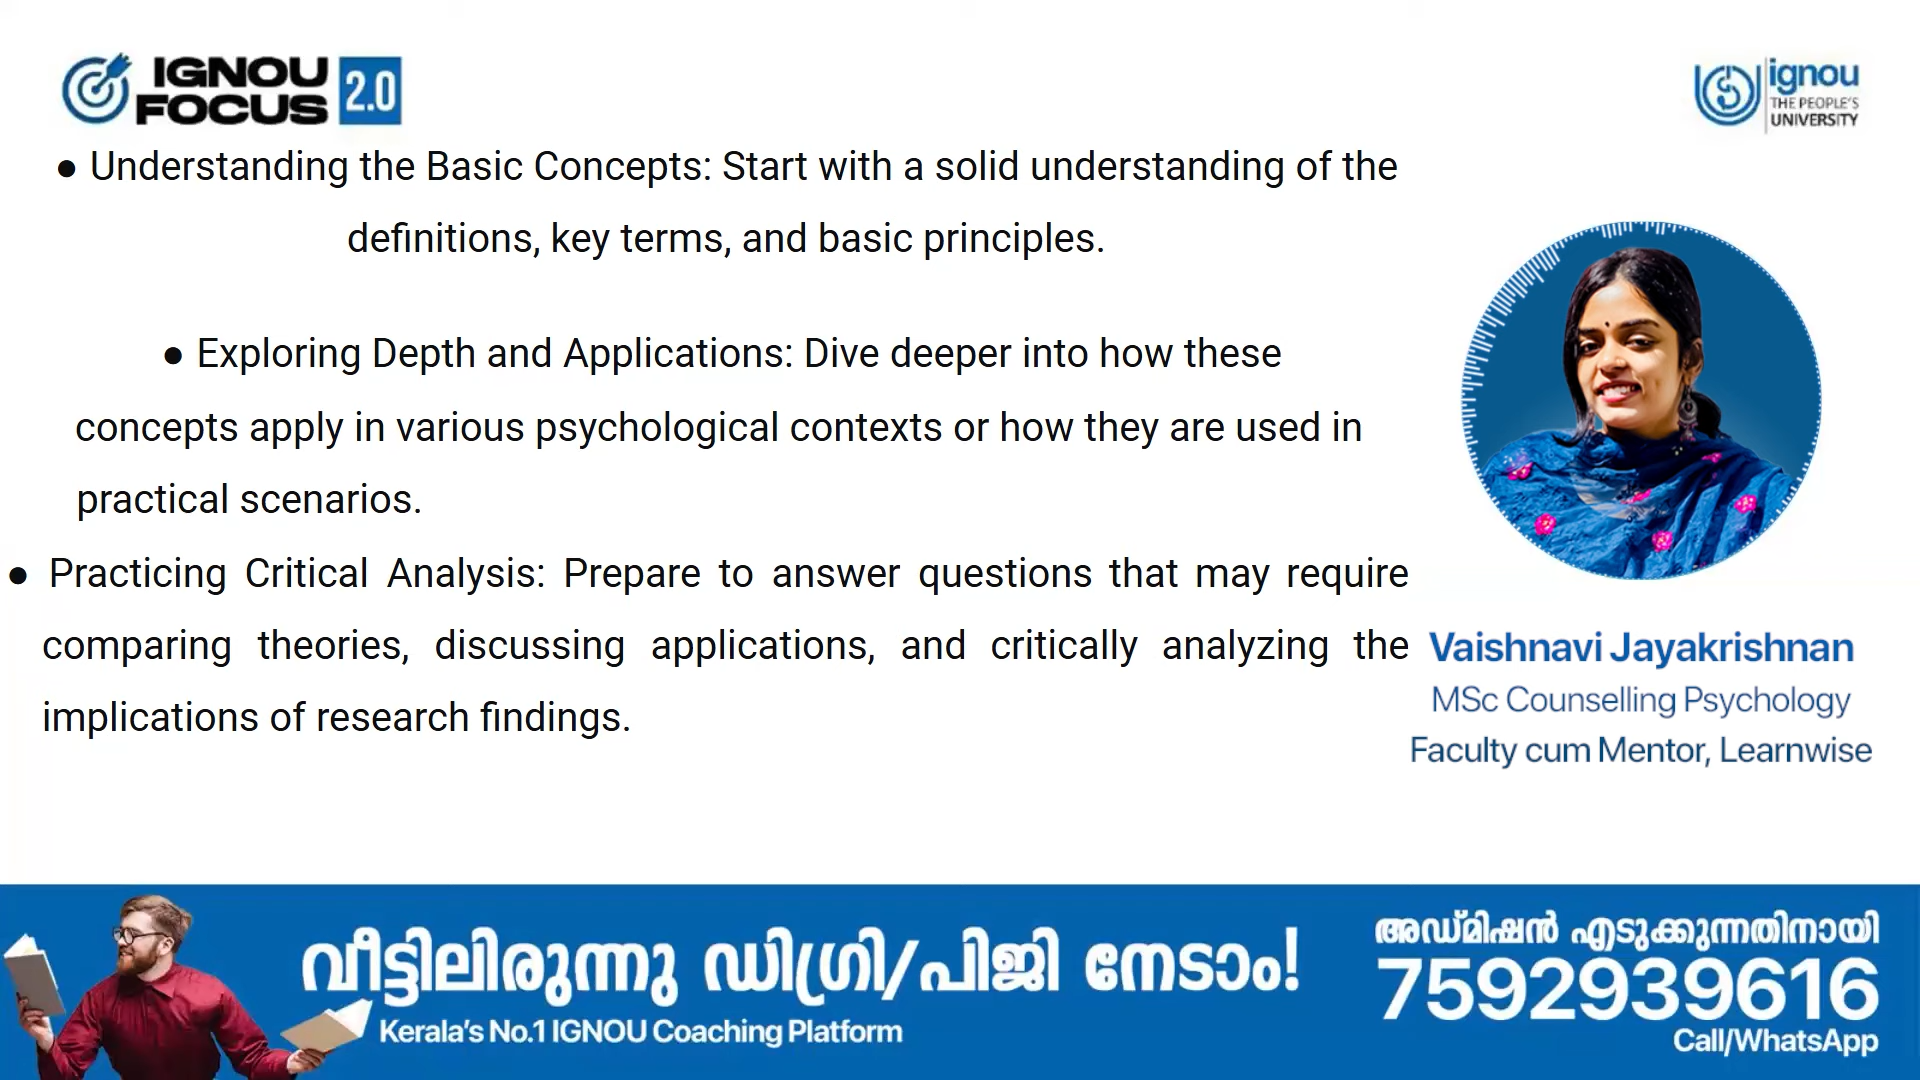 IGNOU
FOCUS 2.0
ignou
THE PEOPLE'S
UNIVERSITY
● Understanding the Basic Concepts: Start with a solid understanding of the
definitions, key terms, and basic principles.
● Exploring Depth and Applications: Dive deeper into how these
concepts apply in various psychological contexts or how they are used in
practical scenarios.
● Practicing Critical Analysis: Prepare to answer questions that may require
comparing theories, discussing applications, and critically analyzing the
implications of research findings.
Vaishnavi Jayakrishnan
MSc Counselling Psychology
Faculty cum Mentor, Learnwise
വീട്ടിലിരുന്നു ഡിഗ്രി/പിജി നേടാം!
Kerala's No.1 IGNOU Coaching Platform
അഡ്മിഷൻ എടുക്കുന്നതിനായി
7592939616
Call/WhatsApp